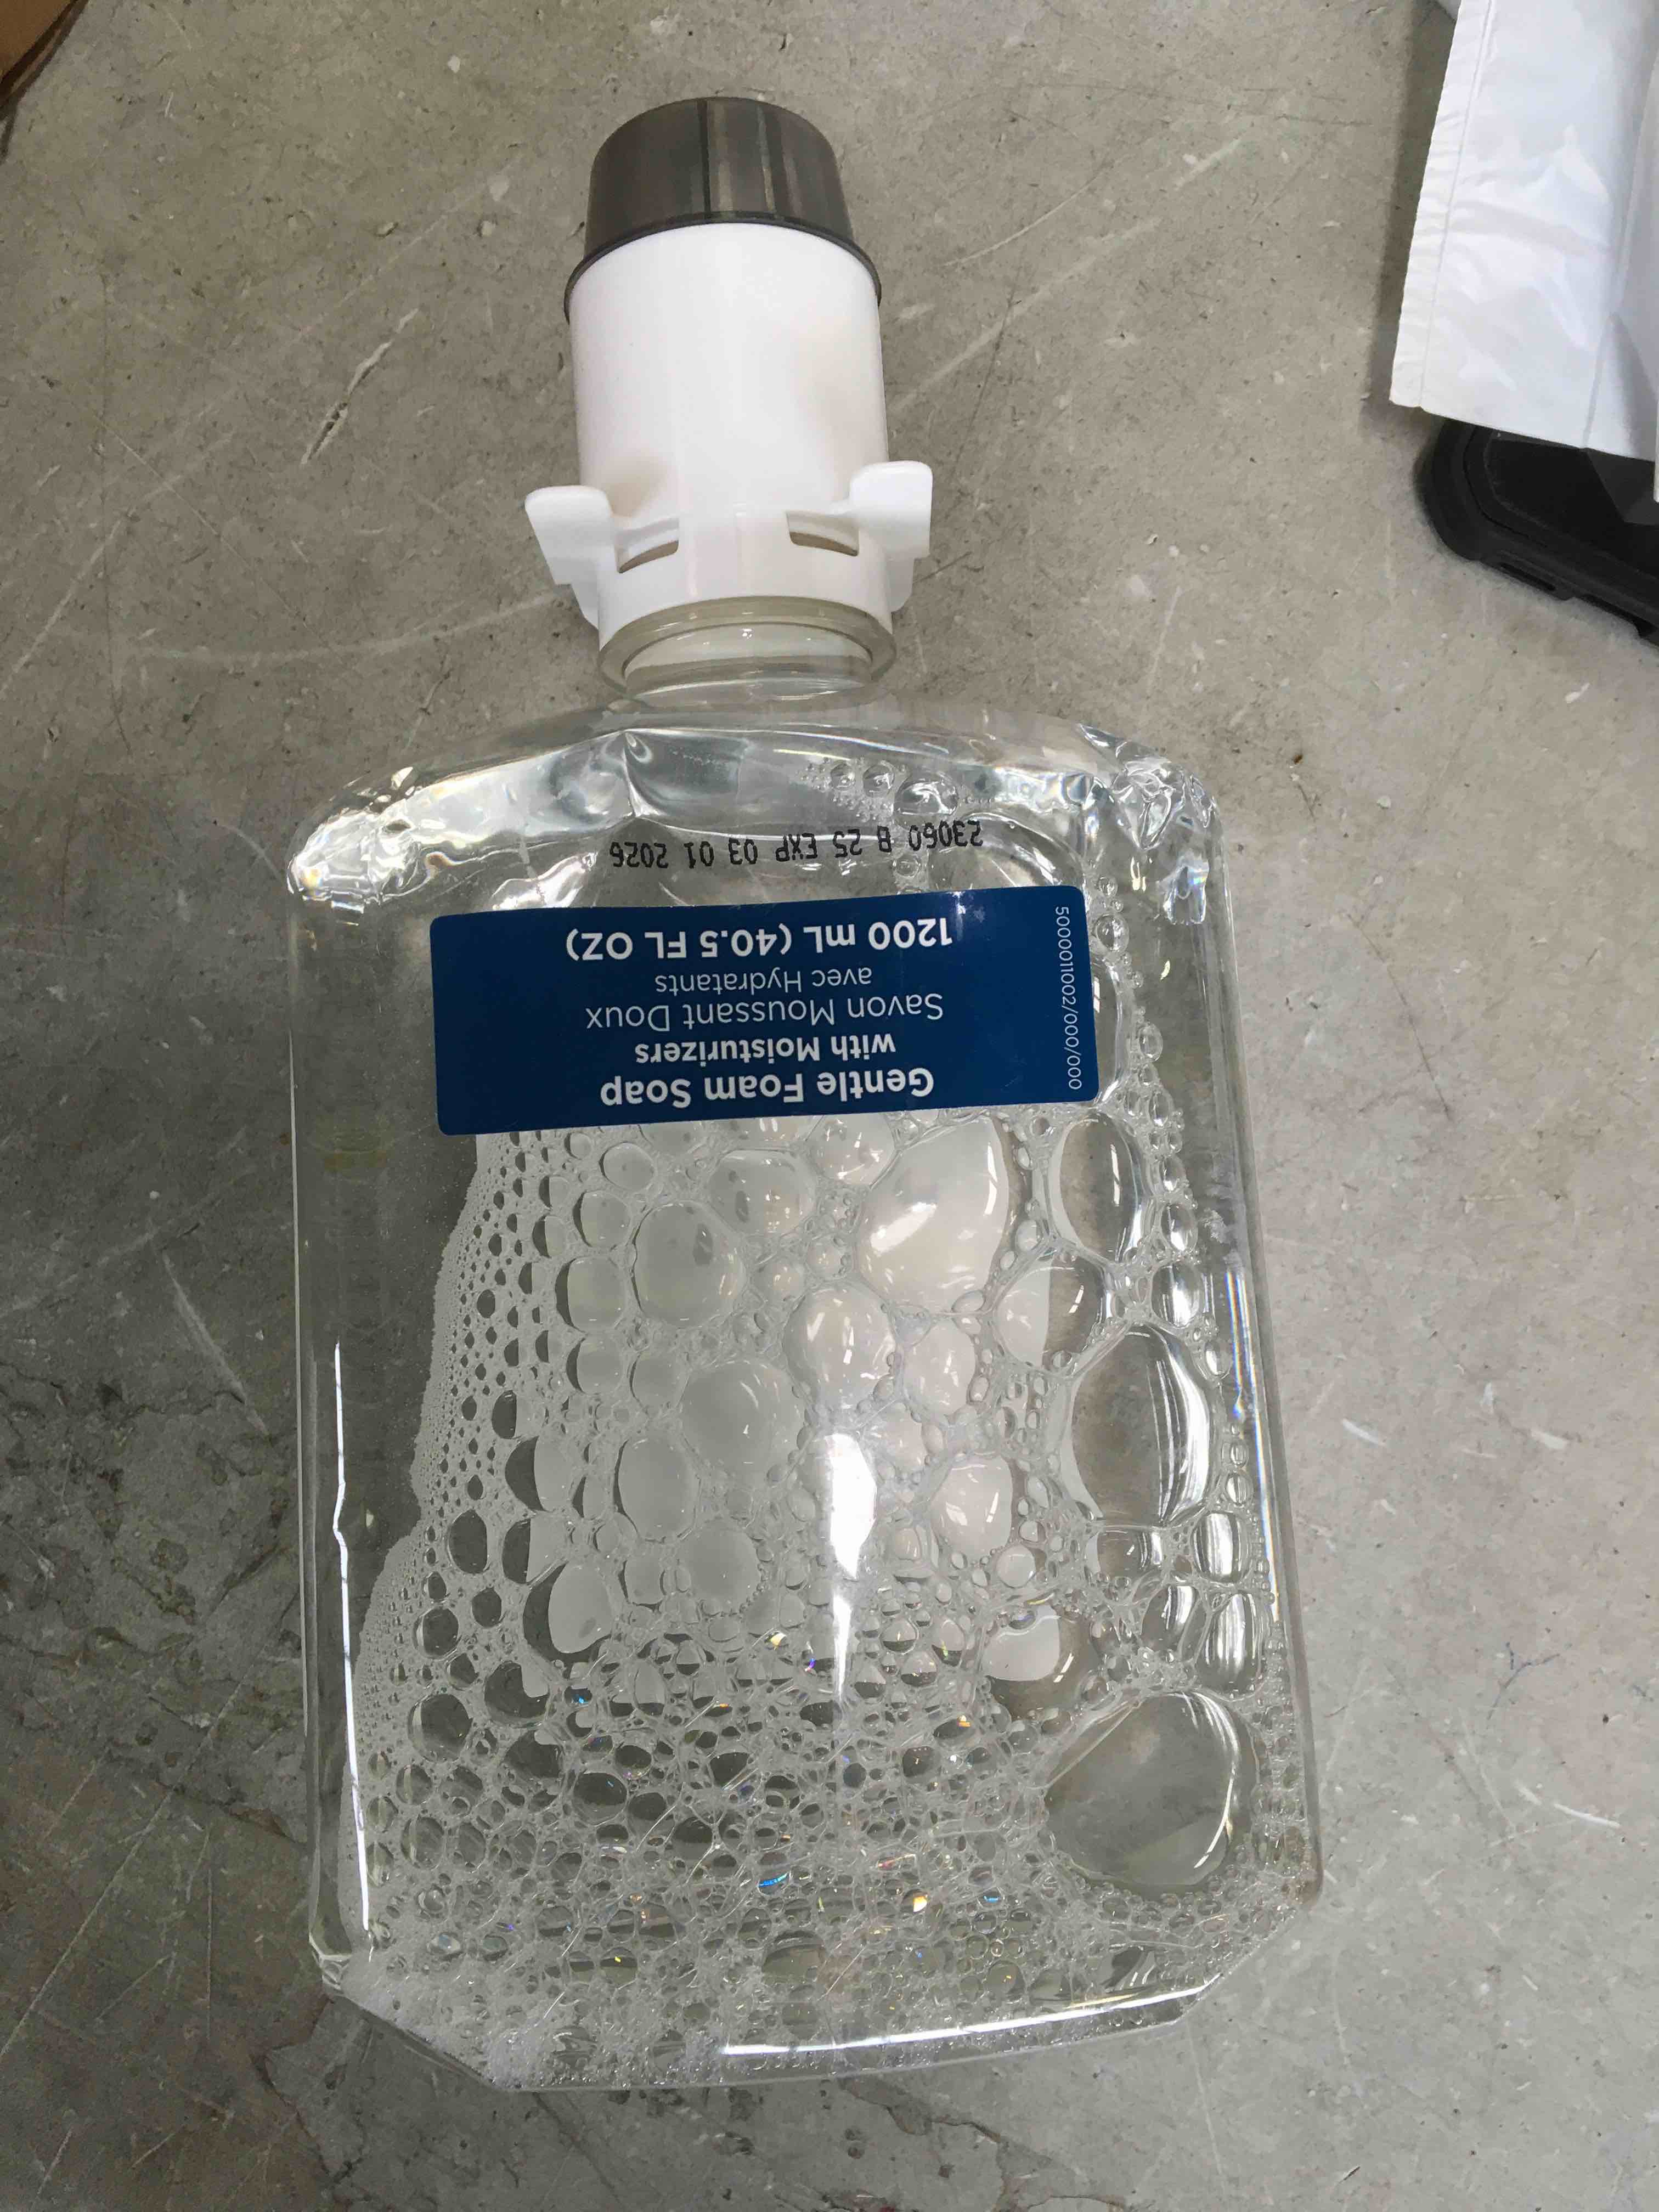 Gentle Foam Soap
with Moisturizers
Savon Moussant Doux
avec Hydratants
1200 mL (40.5 FL OZ)
5000011002/000/000
23060 B 25 EXP 03 01 2026